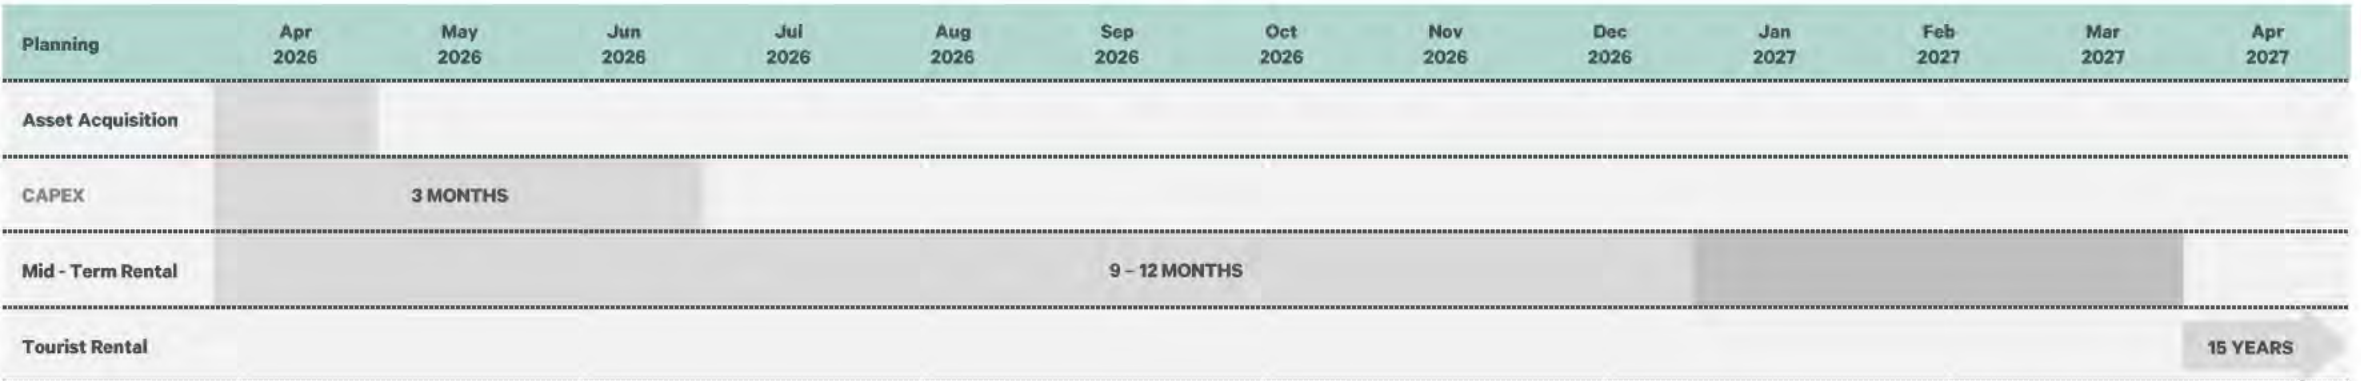 Planning Apr 2026 May 2026 Jun 2026 Jul 2026 Aug 2026 Sep 2026 Oct 2026 Nov 2026 Dec 2026 Jan 2027 Feb 2027 Mar 2027 Apr 2027
Asset Acquisition
CAPEX 3 MONTHS
Mid - Term Rental 9 – 12 MONTHS
Tourist Rental 15 YEARS